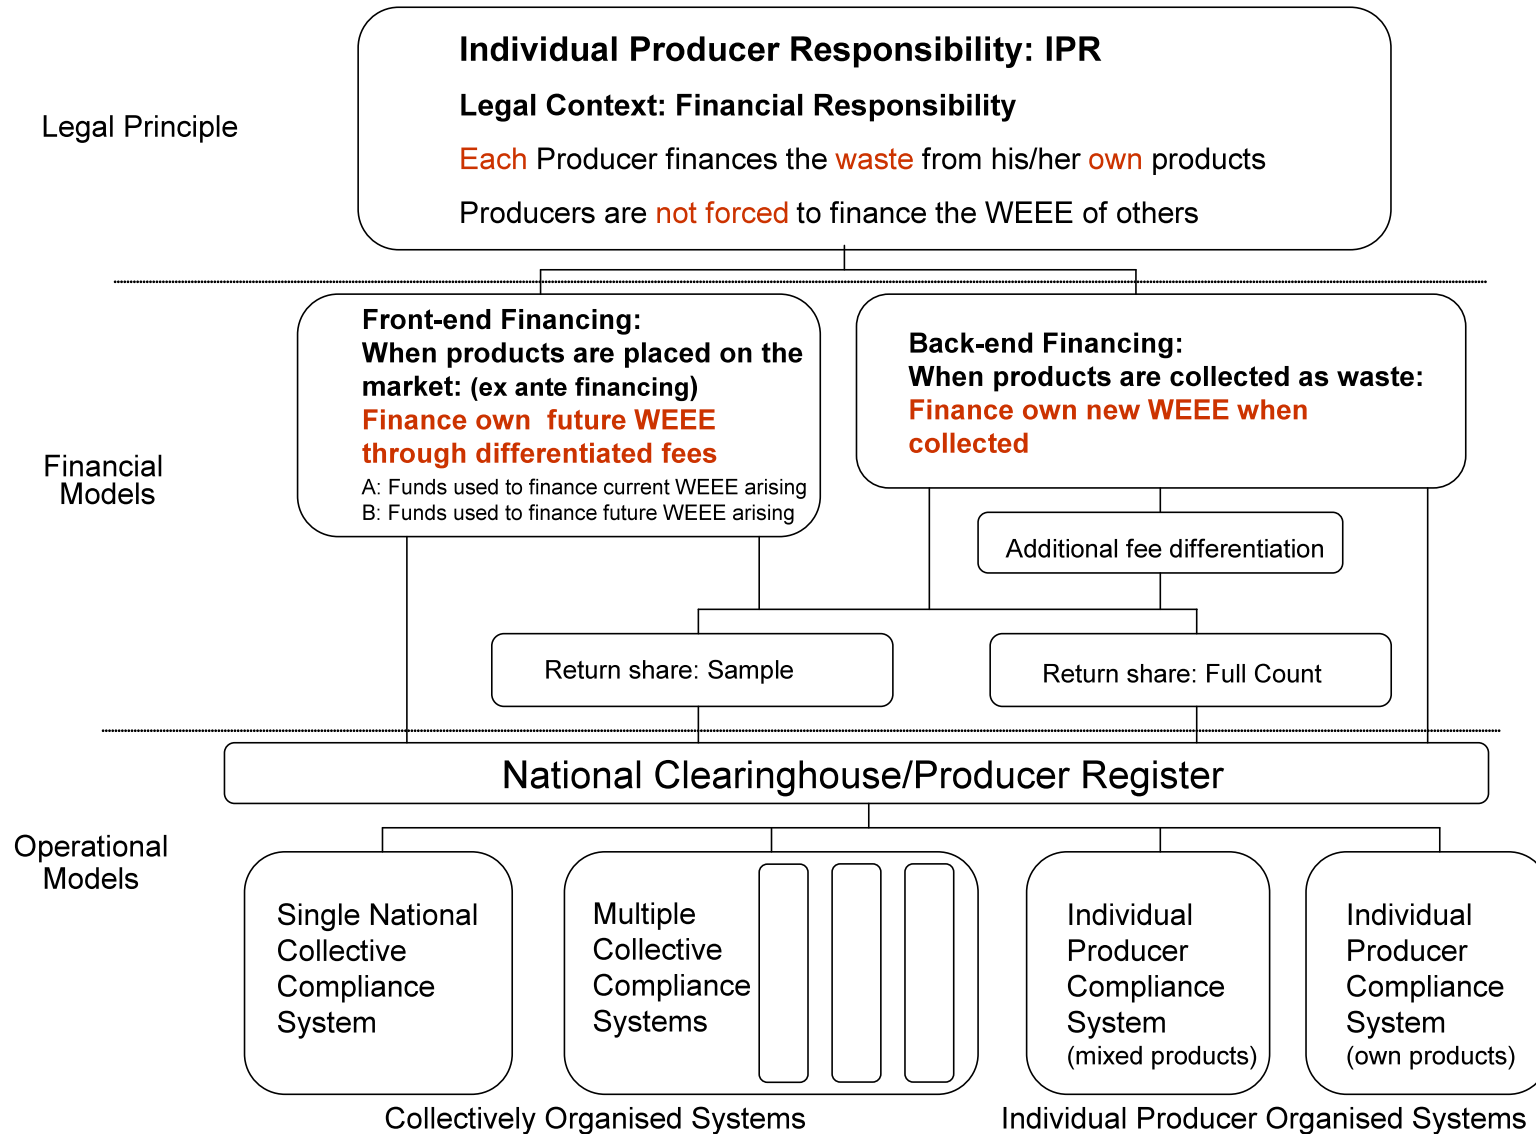 Individual Producer Responsibility: IPR
Legal Context: Financial Responsibility
Legal Principle
Each Producer finances the waste from his/her own products
Producers are not forced to finance the WEEE of others
Front-end Financing:
When products are placed on the
market: (ex ante financing)
Finance own future WEEE
through differentiated fees
A: Funds used to finance current WEEE arising
B: Funds used to finance future WEEE arising
Back-end Financing:
When products are collected as waste:
Finance own new WEEE when
collected
Financial
Models
Additional fee differentiation
Return share: Sample
Return share: Full Count
National Clearinghouse/Producer Register
Operational
Models
Single National
Collective
Compliance
System
Multiple
Collective
Compliance
Systems
Individual
Producer
Compliance
System
(mixed products)
Individual
Producer
Compliance
System
(own products)
Collectively Organised Systems
Individual Producer Organised Systems